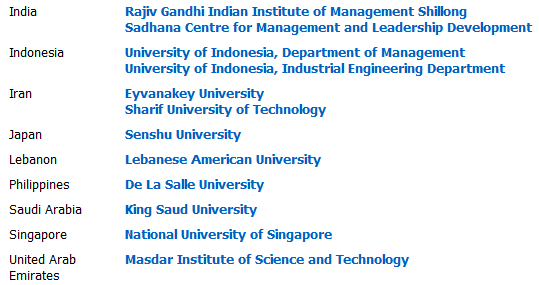 India Rajiv Gandhi Indian Institute of Management Shillong
Sadhana Centre for Management and Leadership Development
Indonesia University of Indonesia, Department of Management
University of Indonesia, Industrial Engineering Department
Iran Eyvanakey University
Sharif University of Technology
Japan Senshu University
Lebanon Lebanese American University
Philippines De La Salle University
Saudi Arabia King Saud University
Singapore National University of Singapore
United Arab Masdar Institute of Science and Technology
Emirates